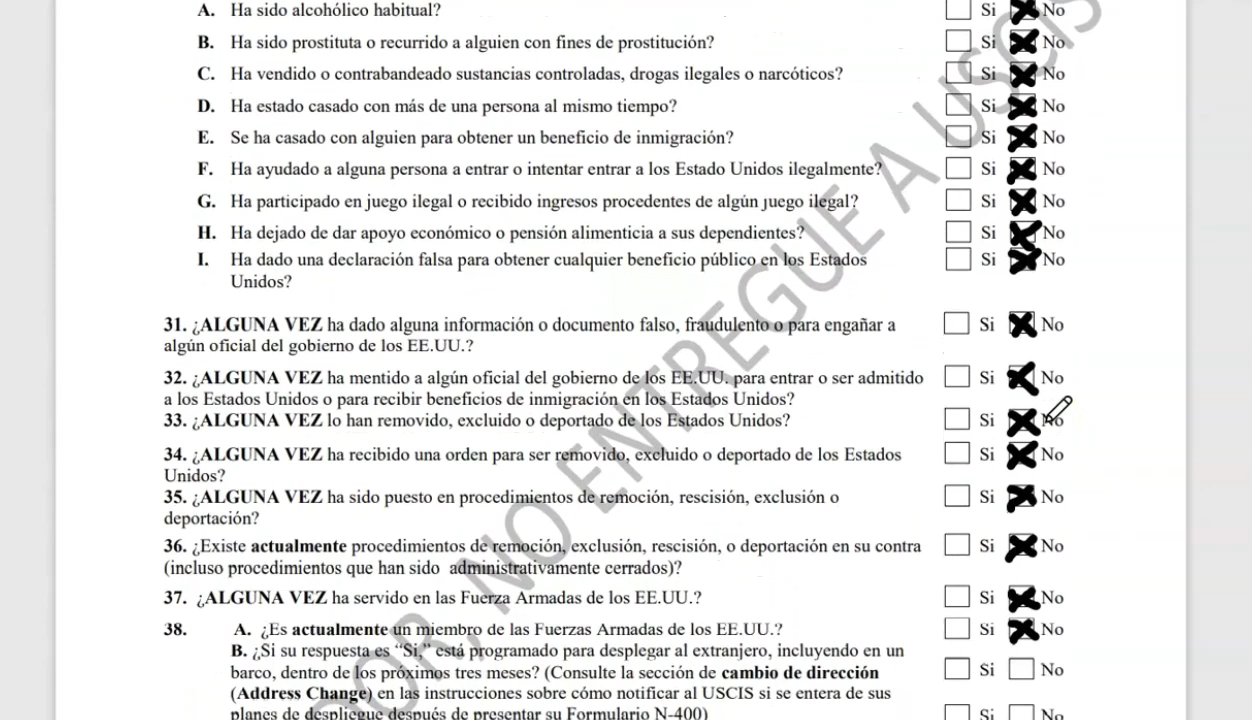 A. Ha sido alcohólico habitual? Si No
B. Ha sido prostituta o recurrido a alguien con fines de prostitución? Si No
C. Ha vendido o contrabandeado sustancias controladas, drogas ilegales o narcóticos? Si No
D. Ha estado casado con más de una persona al mismo tiempo? Si No
E. Se ha casado con alguien para obtener un beneficio de inmigración? Si No
F. Ha ayudado a alguna persona a entrar o intentar entrar a los Estado Unidos ilegalmente? Si No
G. Ha participado en juego ilegal o recibido ingresos procedentes de algún juego ilegal? Si No
H. Ha dejado de dar apoyo económico o pensión alimenticia a sus dependientes? Si No
I. Ha dado una declaración falsa para obtener cualquier beneficio público en los Estados Si No
Unidos?
31. ¿ALGUNA VEZ ha dado alguna información o documento falso, fraudulento o para engañar a Si No
algún oficial del gobierno de los EE.UU.?
32. ¿ALGUNA VEZ ha mentido a algún oficial del gobierno de los EE.UU. para entrar o ser admitido Si No
a los Estados Unidos o para recibir beneficios de inmigración en los Estados Unidos?
33. ¿ALGUNA VEZ lo han removido, excluido o deportado de los Estados Unidos? Si No
34. ¿ALGUNA VEZ ha recibido una orden para ser removido, excluido o deportado de los Estados Si No
Unidos?
35. ¿ALGUNA VEZ ha sido puesto en procedimientos de remoción, rescisión, exclusión o Si No
deportación?
36. ¿Existe actualmente procedimientos de remoción, exclusión, rescisión, o deportación en su contra Si No
(incluso procedimientos que han sido administrativamente cerrados)?
37. ¿ALGUNA VEZ ha servido en las Fuerza Armadas de los EE.UU.? Si No
38. A. ¿Es actualmente un miembro de las Fuerzas Armadas de los EE.UU.? Si No
B. ¿Si su respuesta es "Si," está programado para desplegar al extranjero, incluyendo en un
barco, dentro de los próximos tres meses? (Consulte la sección de cambio de dirección Si No
(Address Change) en las instrucciones sobre cómo notificar al USCIS si se entera de sus
planes de despliegue después de presentar su Formulario N-400) Si No
OR, NO ENTREGUE A USCIS